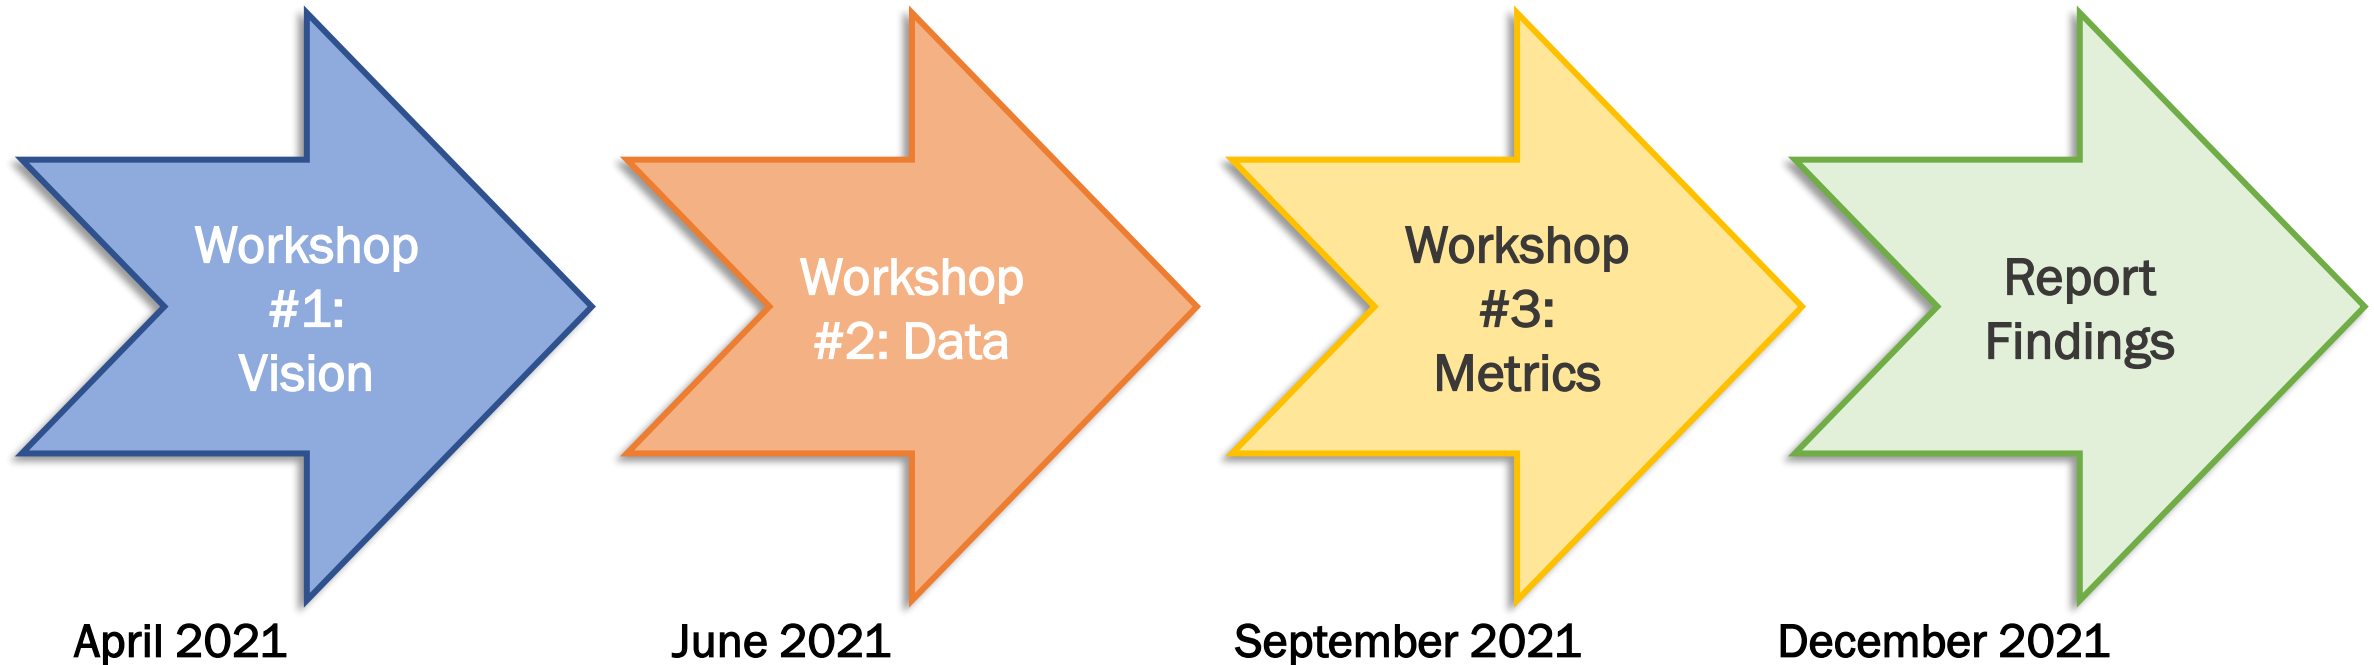 Workshop
#1:
Vision
Workshop
#2: Data
Workshop
#3:
Metrics
Report
Findings
April 2021
June 2021
September 2021
December 2021